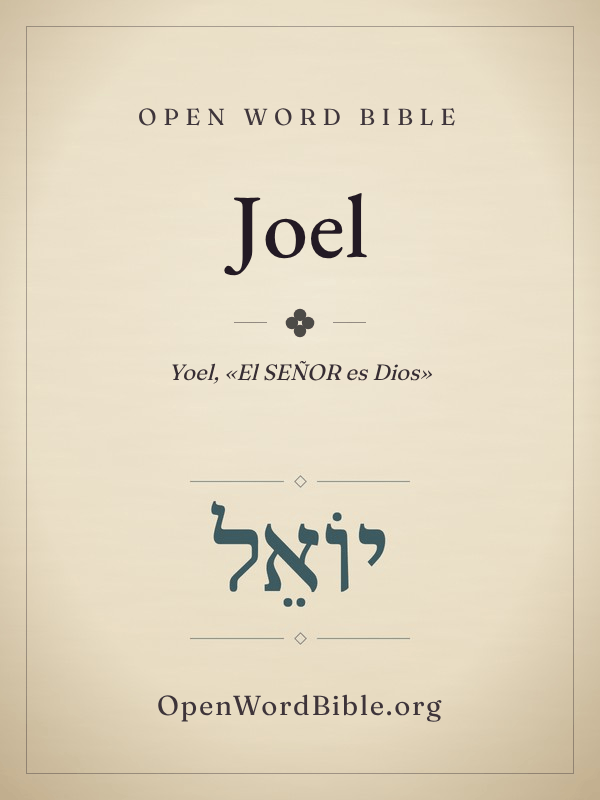 OPEN WORD BIBLE
Joel
Yoel, «El SEÑOR es Dios»
יוֹאֵל
OpenWordBible.org